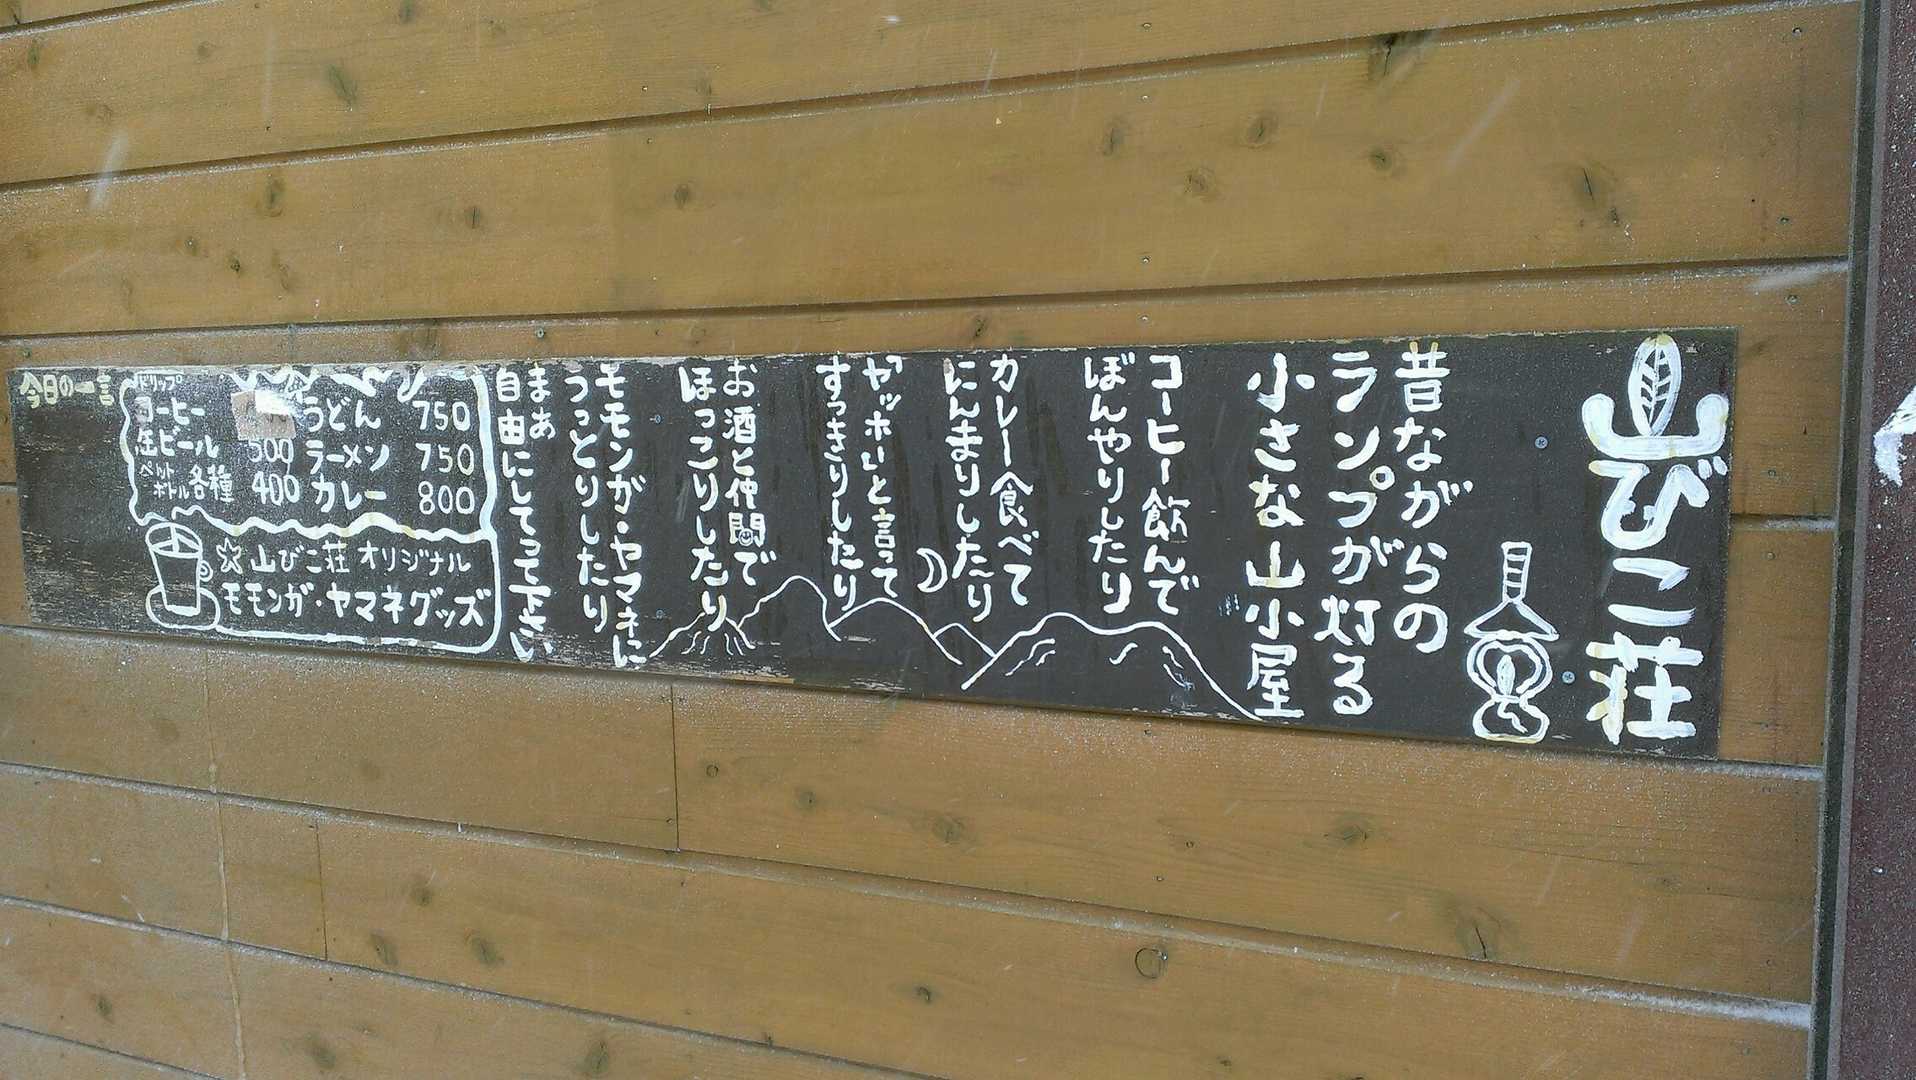 山びこ荘
昔ながらの
ランプが灯る
小さな山小屋
コーヒー飲んで
ぼんやりしたり
カレー食べて
にんまりしたり
ヤッホーと言って
すっきりしたり
お酒と仲間で
ほっこりしたり
モモンガ・ヤマネに
うっとりしたり
まぁ
自由にしてって下さい
ドリップ
コーヒー
缶ビール 500
ペットボトル各種 400
うどん 750
ラーメン 750
カレー 800
☆山びこ荘 オリジナル
モモンガ・ヤマネグッズ
今日の一言